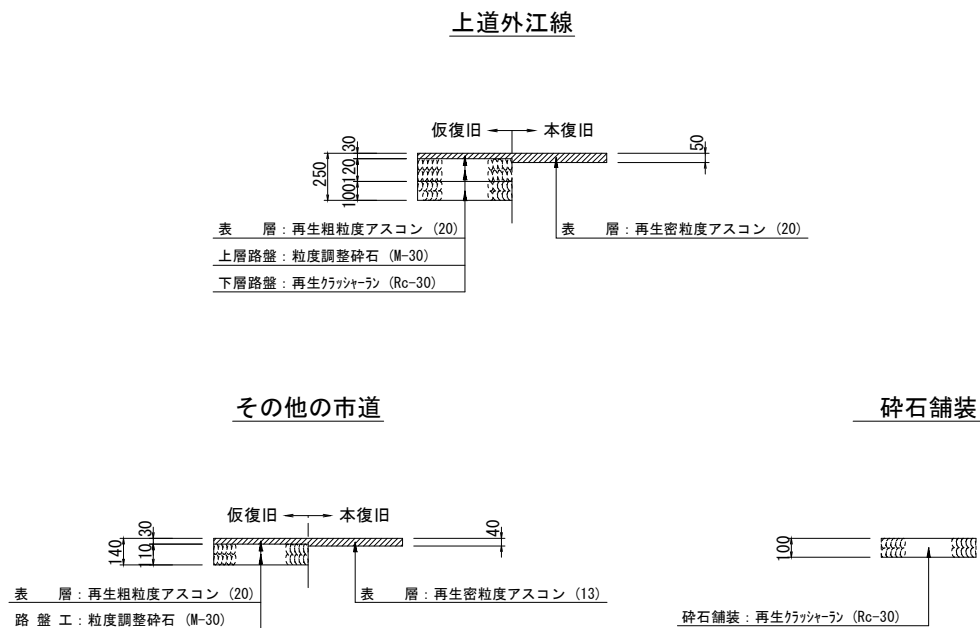 上道外江線
仮復旧 本復旧
30
120
100
250
50
表　　層：再生粗粒度アスコン (20)
表　　層：再生密粒度アスコン (20)
上層路盤：粒度調整砕石 (M-30)
下層路盤：再生ｸﾗｯｼｬｰﾗﾝ (Rc-30)
その他の市道
仮復旧 本復旧
30
110
140
40
表　　層：再生粗粒度アスコン (20)
表　　層：再生密粒度アスコン (13)
路 盤 工：粒度調整砕石 (M-30)
砕石舗装
100
砕石舗装：再生ｸﾗｯｼｬｰﾗﾝ (Rc-30)